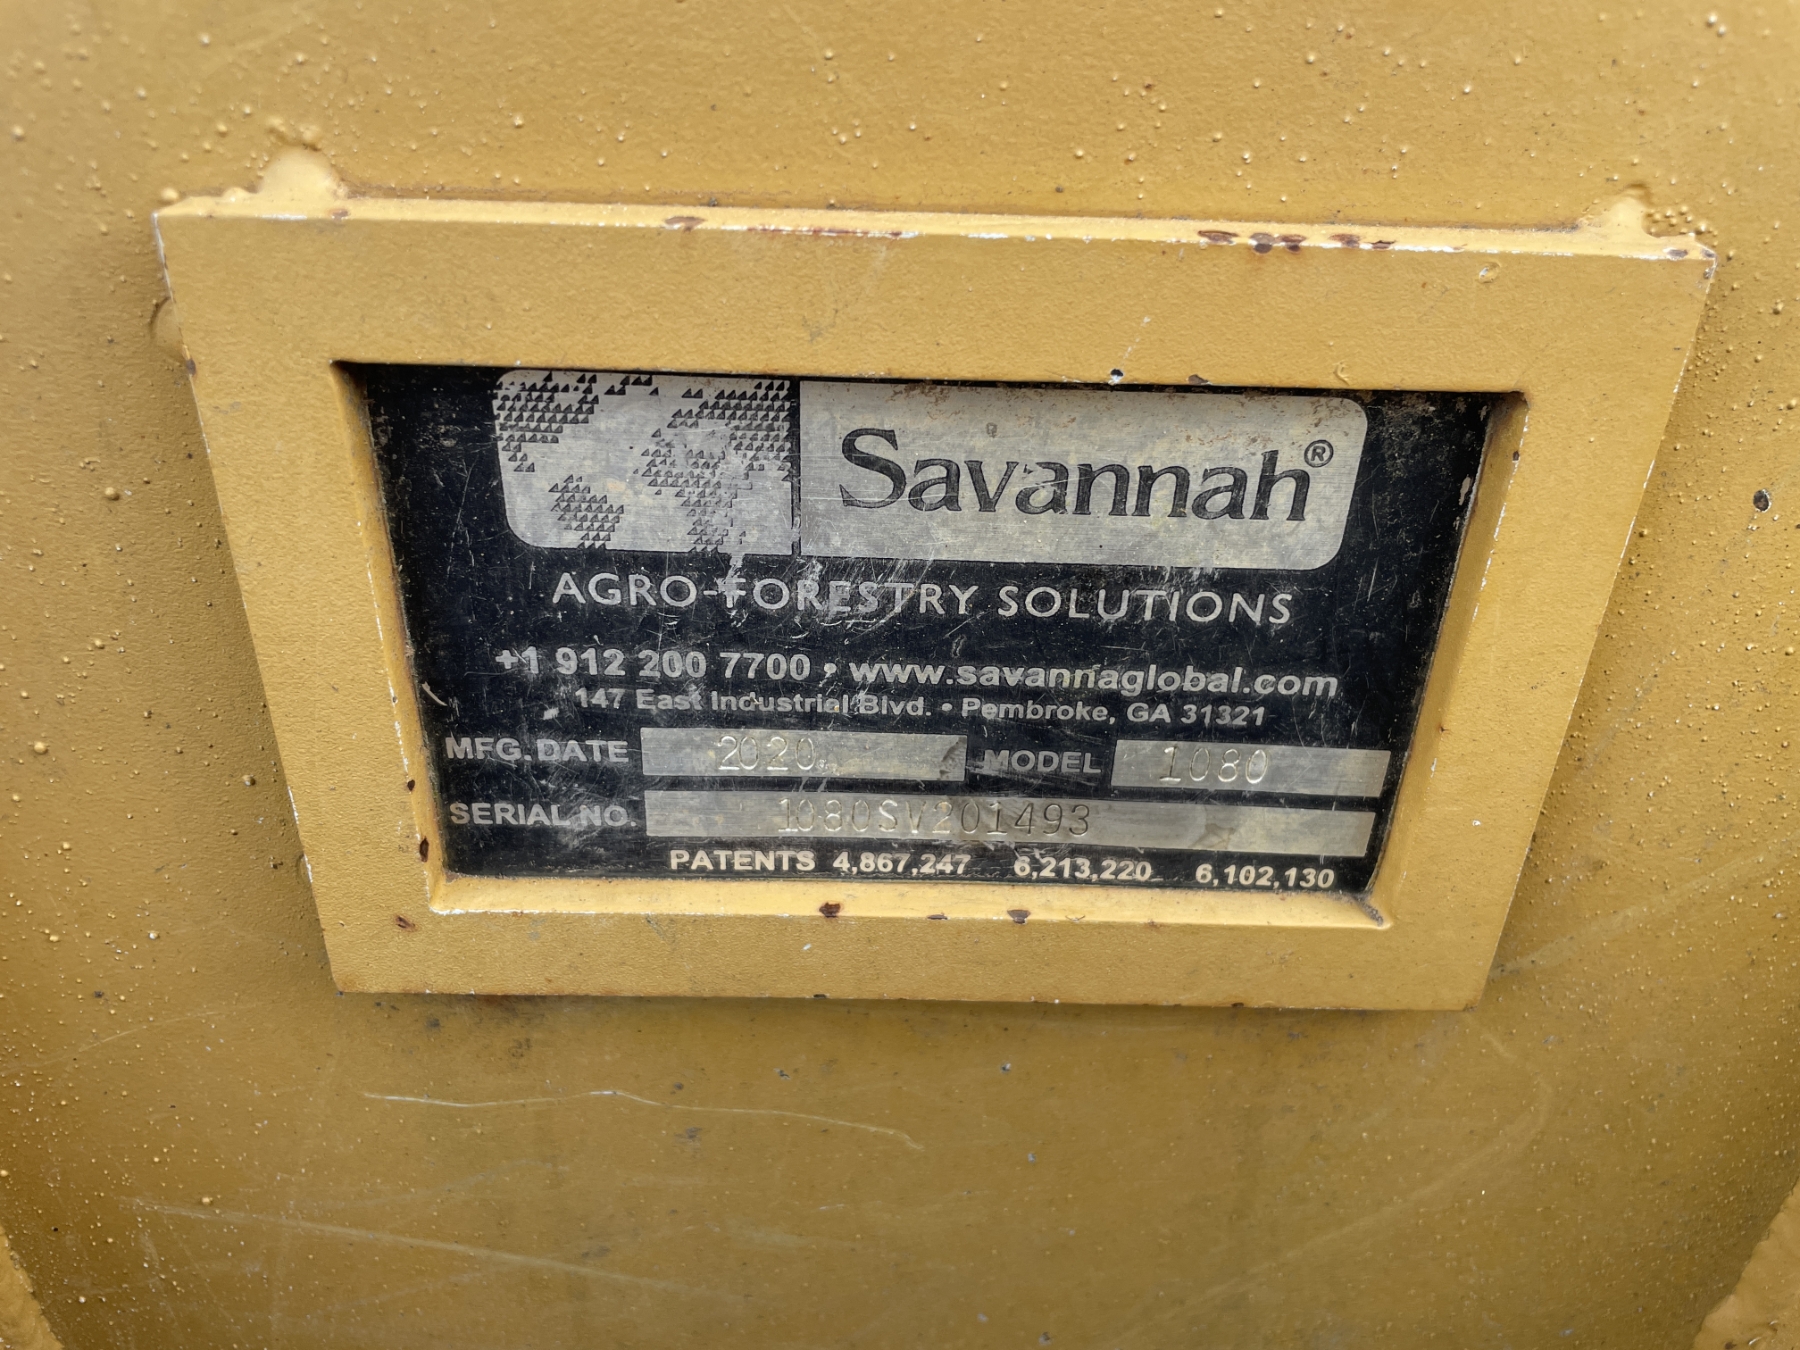 Savannah®
AGRO-FORESTRY SOLUTIONS
+1 912 200 7700 • www.savannaglobal.com
147 East Industrial Blvd. • Pembroke, GA 31321
MFG. DATE 2020 MODEL 1080
SERIAL NO. 1080SV201493
PATENTS 4,867,247 6,213,220 6,102,130